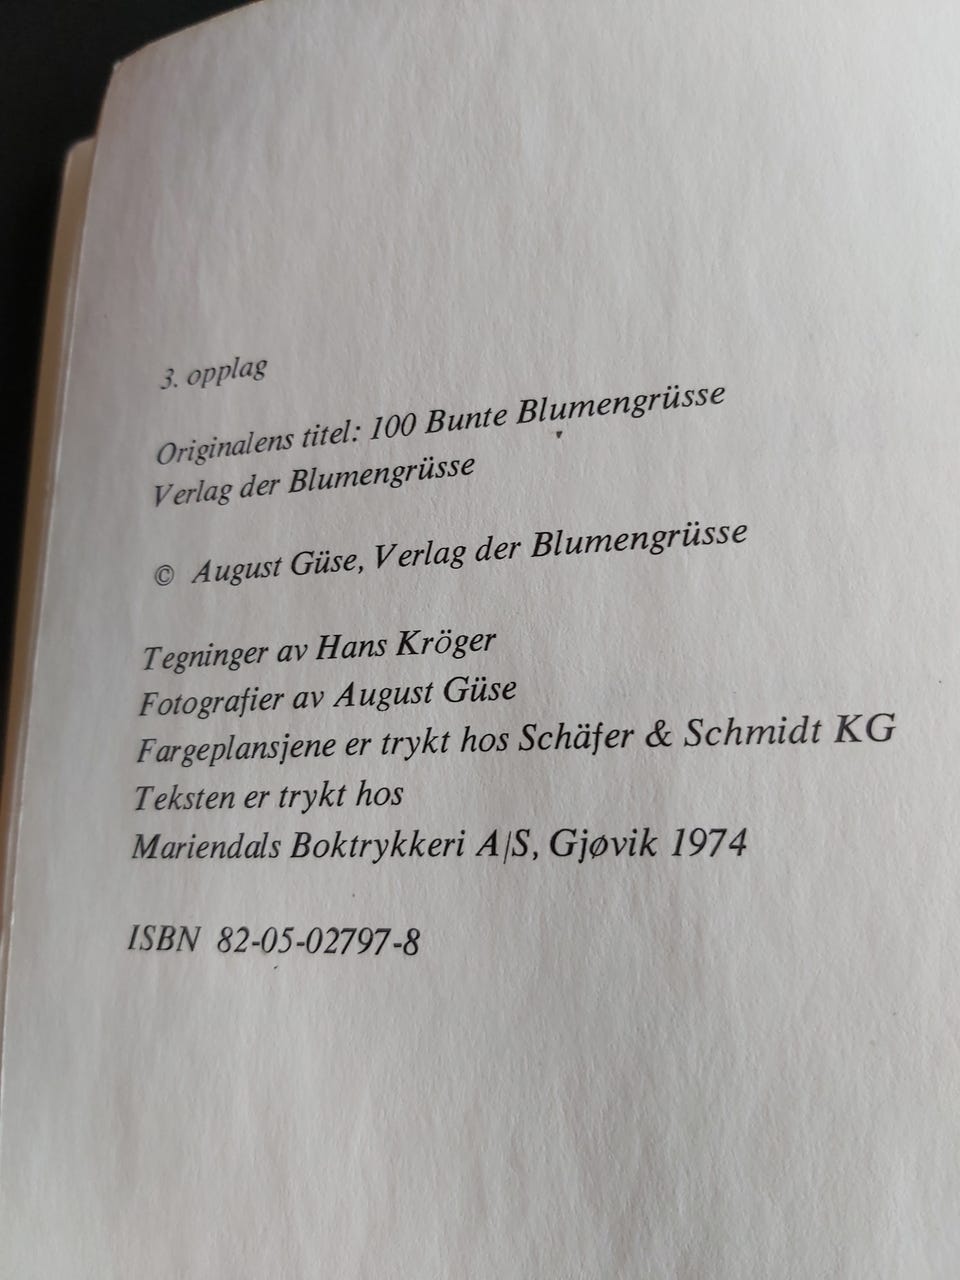 3. opplag
Originalens titel: 100 Bunte Blumengrüsse
Verlag der Blumengrüsse
© August Güse, Verlag der Blumengrüsse
Tegninger av Hans Kröger
Fotografier av August Güse
Fargeplansjene er trykt hos Schäfer & Schmidt KG
Teksten er trykt hos
Mariendals Boktrykkeri A/S, Gjøvik 1974
ISBN 82-05-02797-8